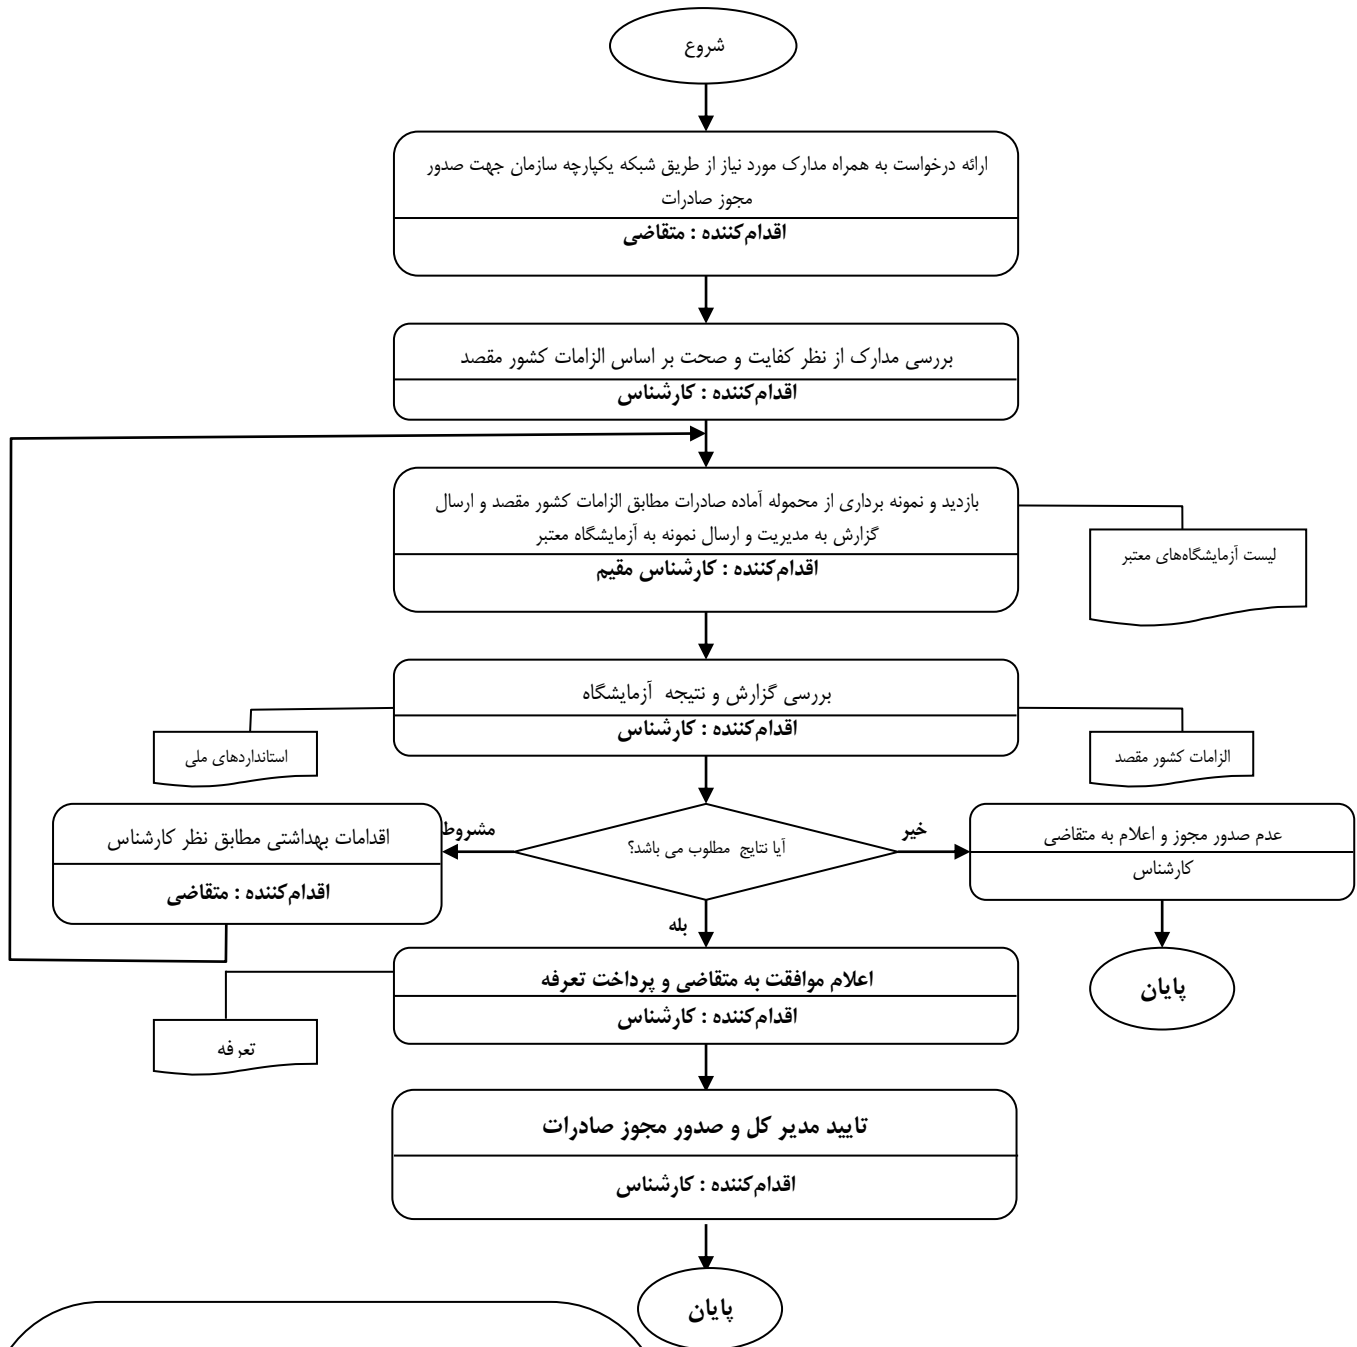 شروع
ارائه درخواست به همراه مدارک مورد نیاز از طریق شبکه یکپارچه سازمان جهت صدور
مجوز صادرات
اقدام‌کننده : متقاضی
بررسی مدارک از نظر کفایت و صحت بر اساس الزامات کشور مقصد
اقدام‌کننده : کارشناس
بازدید و نمونه برداری از محموله آماده صادرات مطابق الزامات کشور مقصد و ارسال
گزارش به مدیریت و ارسال نمونه به آزمایشگاه معتبر
اقدام‌کننده : کارشناس مقیم
لیست آزمایشگاه‌های معتبر
بررسی گزارش و نتیجه آزمایشگاه
اقدام‌کننده : کارشناس
الزامات کشور مقصد
استانداردهای ملی
آیا نتایج مطلوب می باشد؟
خیر
مشروط
بله
عدم صدور مجوز و اعلام به متقاضی
کارشناس
پایان
اقدامات بهداشتی مطابق نظر کارشناس
اقدام‌کننده : متقاضی
اعلام موافقت به متقاضی و پرداخت تعرفه
اقدام‌کننده : کارشناس
تعرفه
تایید مدیر کل و صدور مجوز صادرات
اقدام‌کننده : کارشناس
پایان